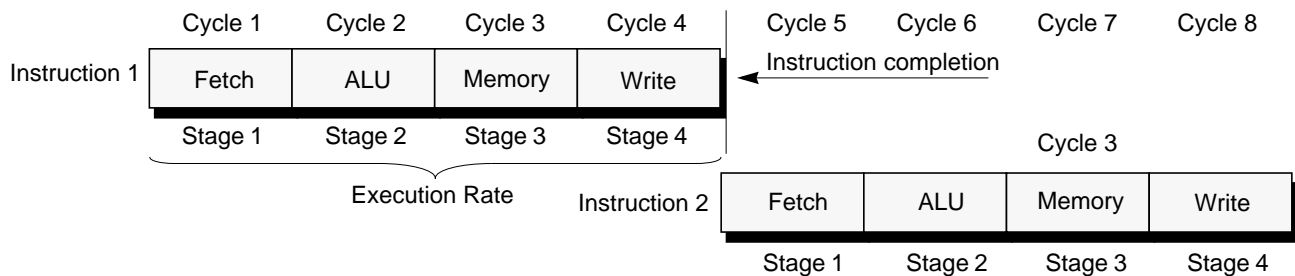 Cycle 1 Cycle 2 Cycle 3 Cycle 4 Cycle 5 Cycle 6 Cycle 7 Cycle 8
Instruction completion
Instruction 1 Fetch ALU Memory Write
Stage 1 Stage 2 Stage 3 Stage 4
Cycle 3
Execution Rate
Instruction 2 Fetch ALU Memory Write
Stage 1 Stage 2 Stage 3 Stage 4